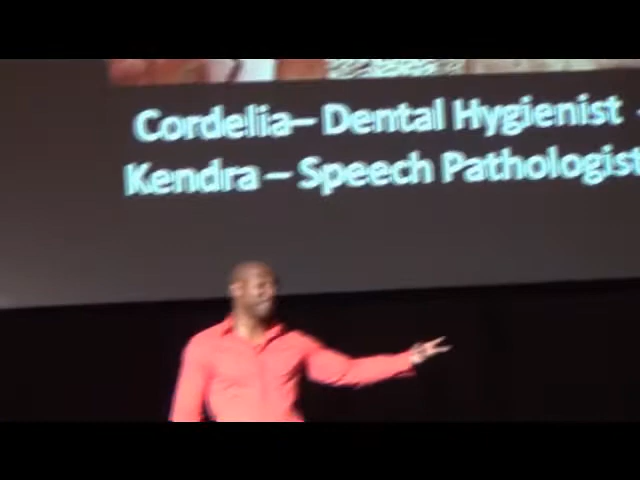 Cordelia– Dental Hygienist -
Kendra – Speech Pathologist